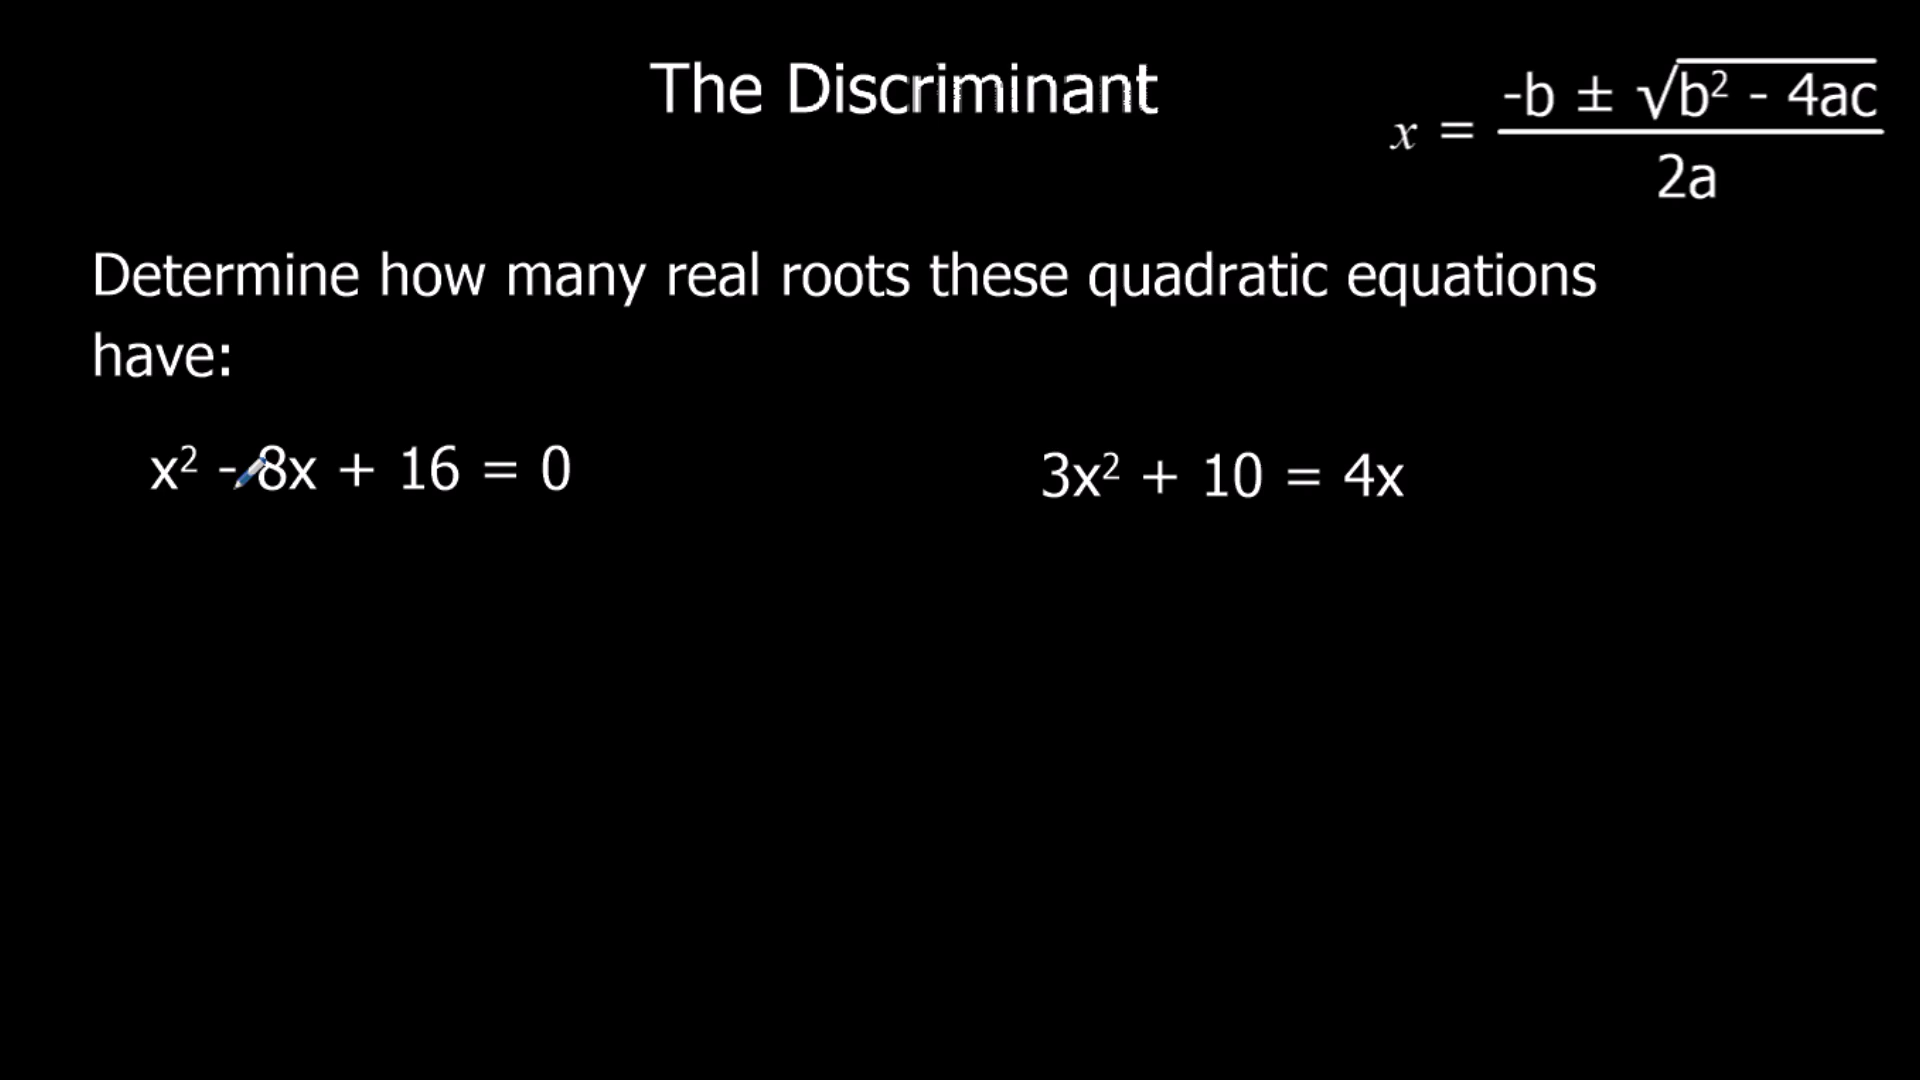 The Discriminant
x = -b ± √b² - 4ac
2a
Determine how many real roots these quadratic equations
have:
x² - 8x + 16 = 0
3x² + 10 = 4x